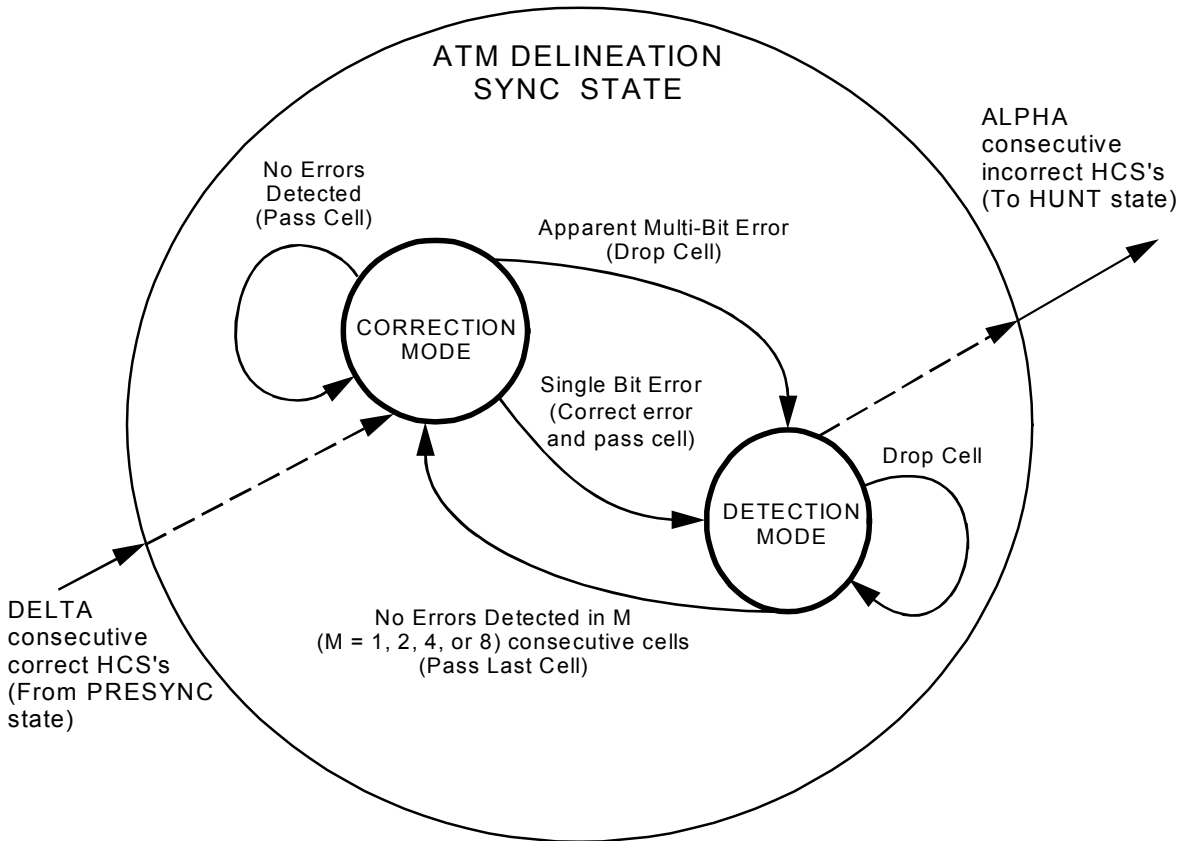 ATM DELINEATION
SYNC STATE
ALPHA
consecutive
incorrect HCS's
(To HUNT state)
No Errors
Detected
(Pass Cell)
Apparent Multi-Bit Error
(Drop Cell)
CORRECTION
MODE
Single Bit Error
(Correct error
and pass cell)
Drop Cell
DETECTION
MODE
DELTA
consecutive
correct HCS's
(From PRESYNC
state)
No Errors Detected in M
(M = 1, 2, 4, or 8) consecutive cells
(Pass Last Cell)